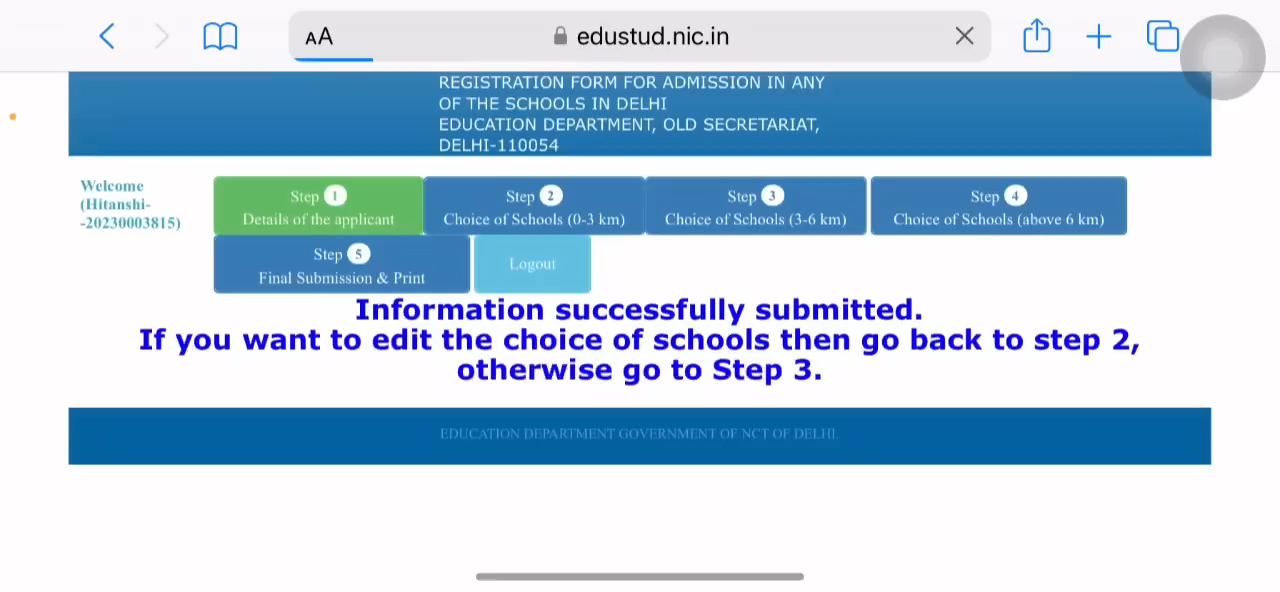 AA edustud.nic.in
REGISTRATION FORM FOR ADMISSION IN ANY
OF THE SCHOOLS IN DELHI
EDUCATION DEPARTMENT, OLD SECRETARIAT,
DELHI-110054
Welcome
(Hitanshi-
-20230003815)
Step 1
Details of the applicant
Step 2
Choice of Schools (0-3 km)
Step 3
Choice of Schools (3-6 km)
Step 4
Choice of Schools (above 6 km)
Step 5
Final Submission & Print
Logout
Information successfully submitted.
If you want to edit the choice of schools then go back to step 2,
otherwise go to Step 3.
EDUCATION DEPARTMENT GOVERNMENT OF NCT OF DELHI.